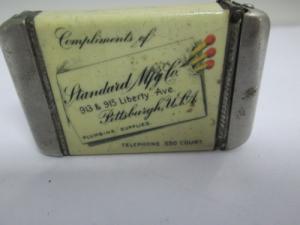 Compliments of
Standard Mfg Co.
913 & 915 Liberty Ave
Pittsburgh, U.S.A.
PLUMBING SUPPLIES.
TELEPHONE 550 COURT.